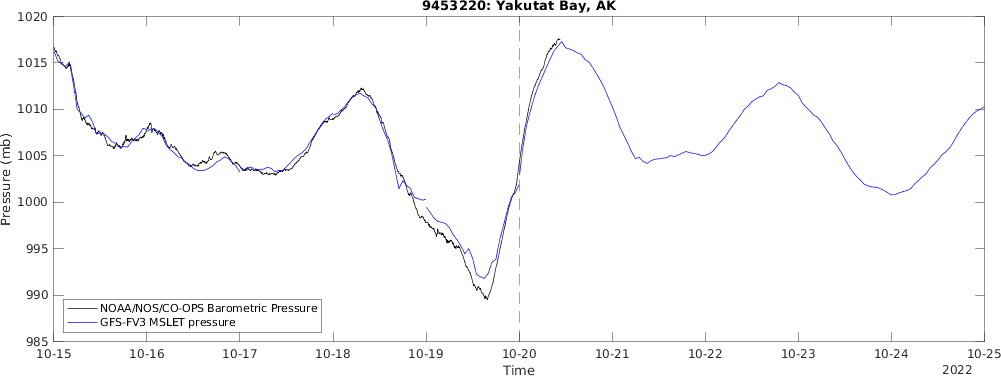 9453220: Yakutat Bay, AK
1020
1015
1010
1005
1000
995
990
985
Pressure (mb)
NOAA/NOS/CO-OPS Barometric Pressure
GFS-FV3 MSLET pressure
10-15 10-16 10-17 10-18 10-19 10-20 10-21 10-22 10-23 10-24 10-25
Time
2022